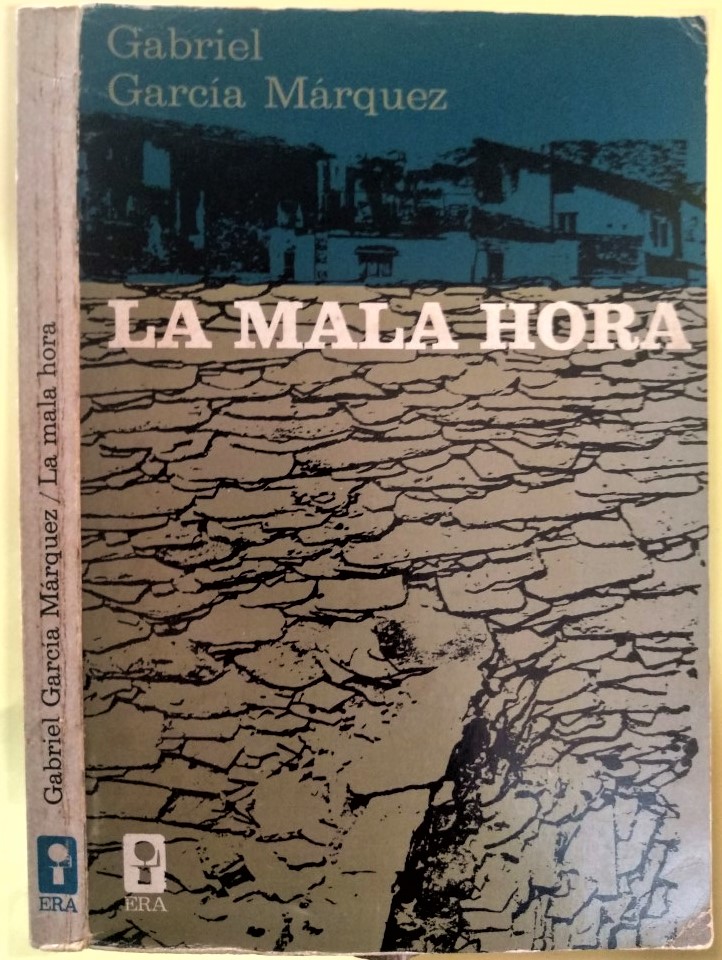 Gabriel
García Márquez
LA MALA HORA
ERA
Gabriel García Márquez / La mala hora
ERA